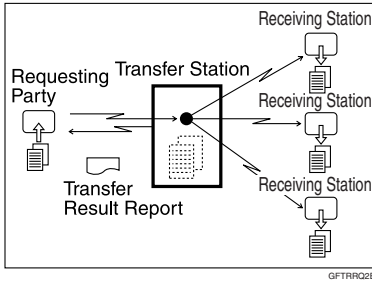 Receiving Station
Requesting
Party
Transfer Station
Receiving Station
Transfer
Result Report
Receiving Station
GFTRRQ2E